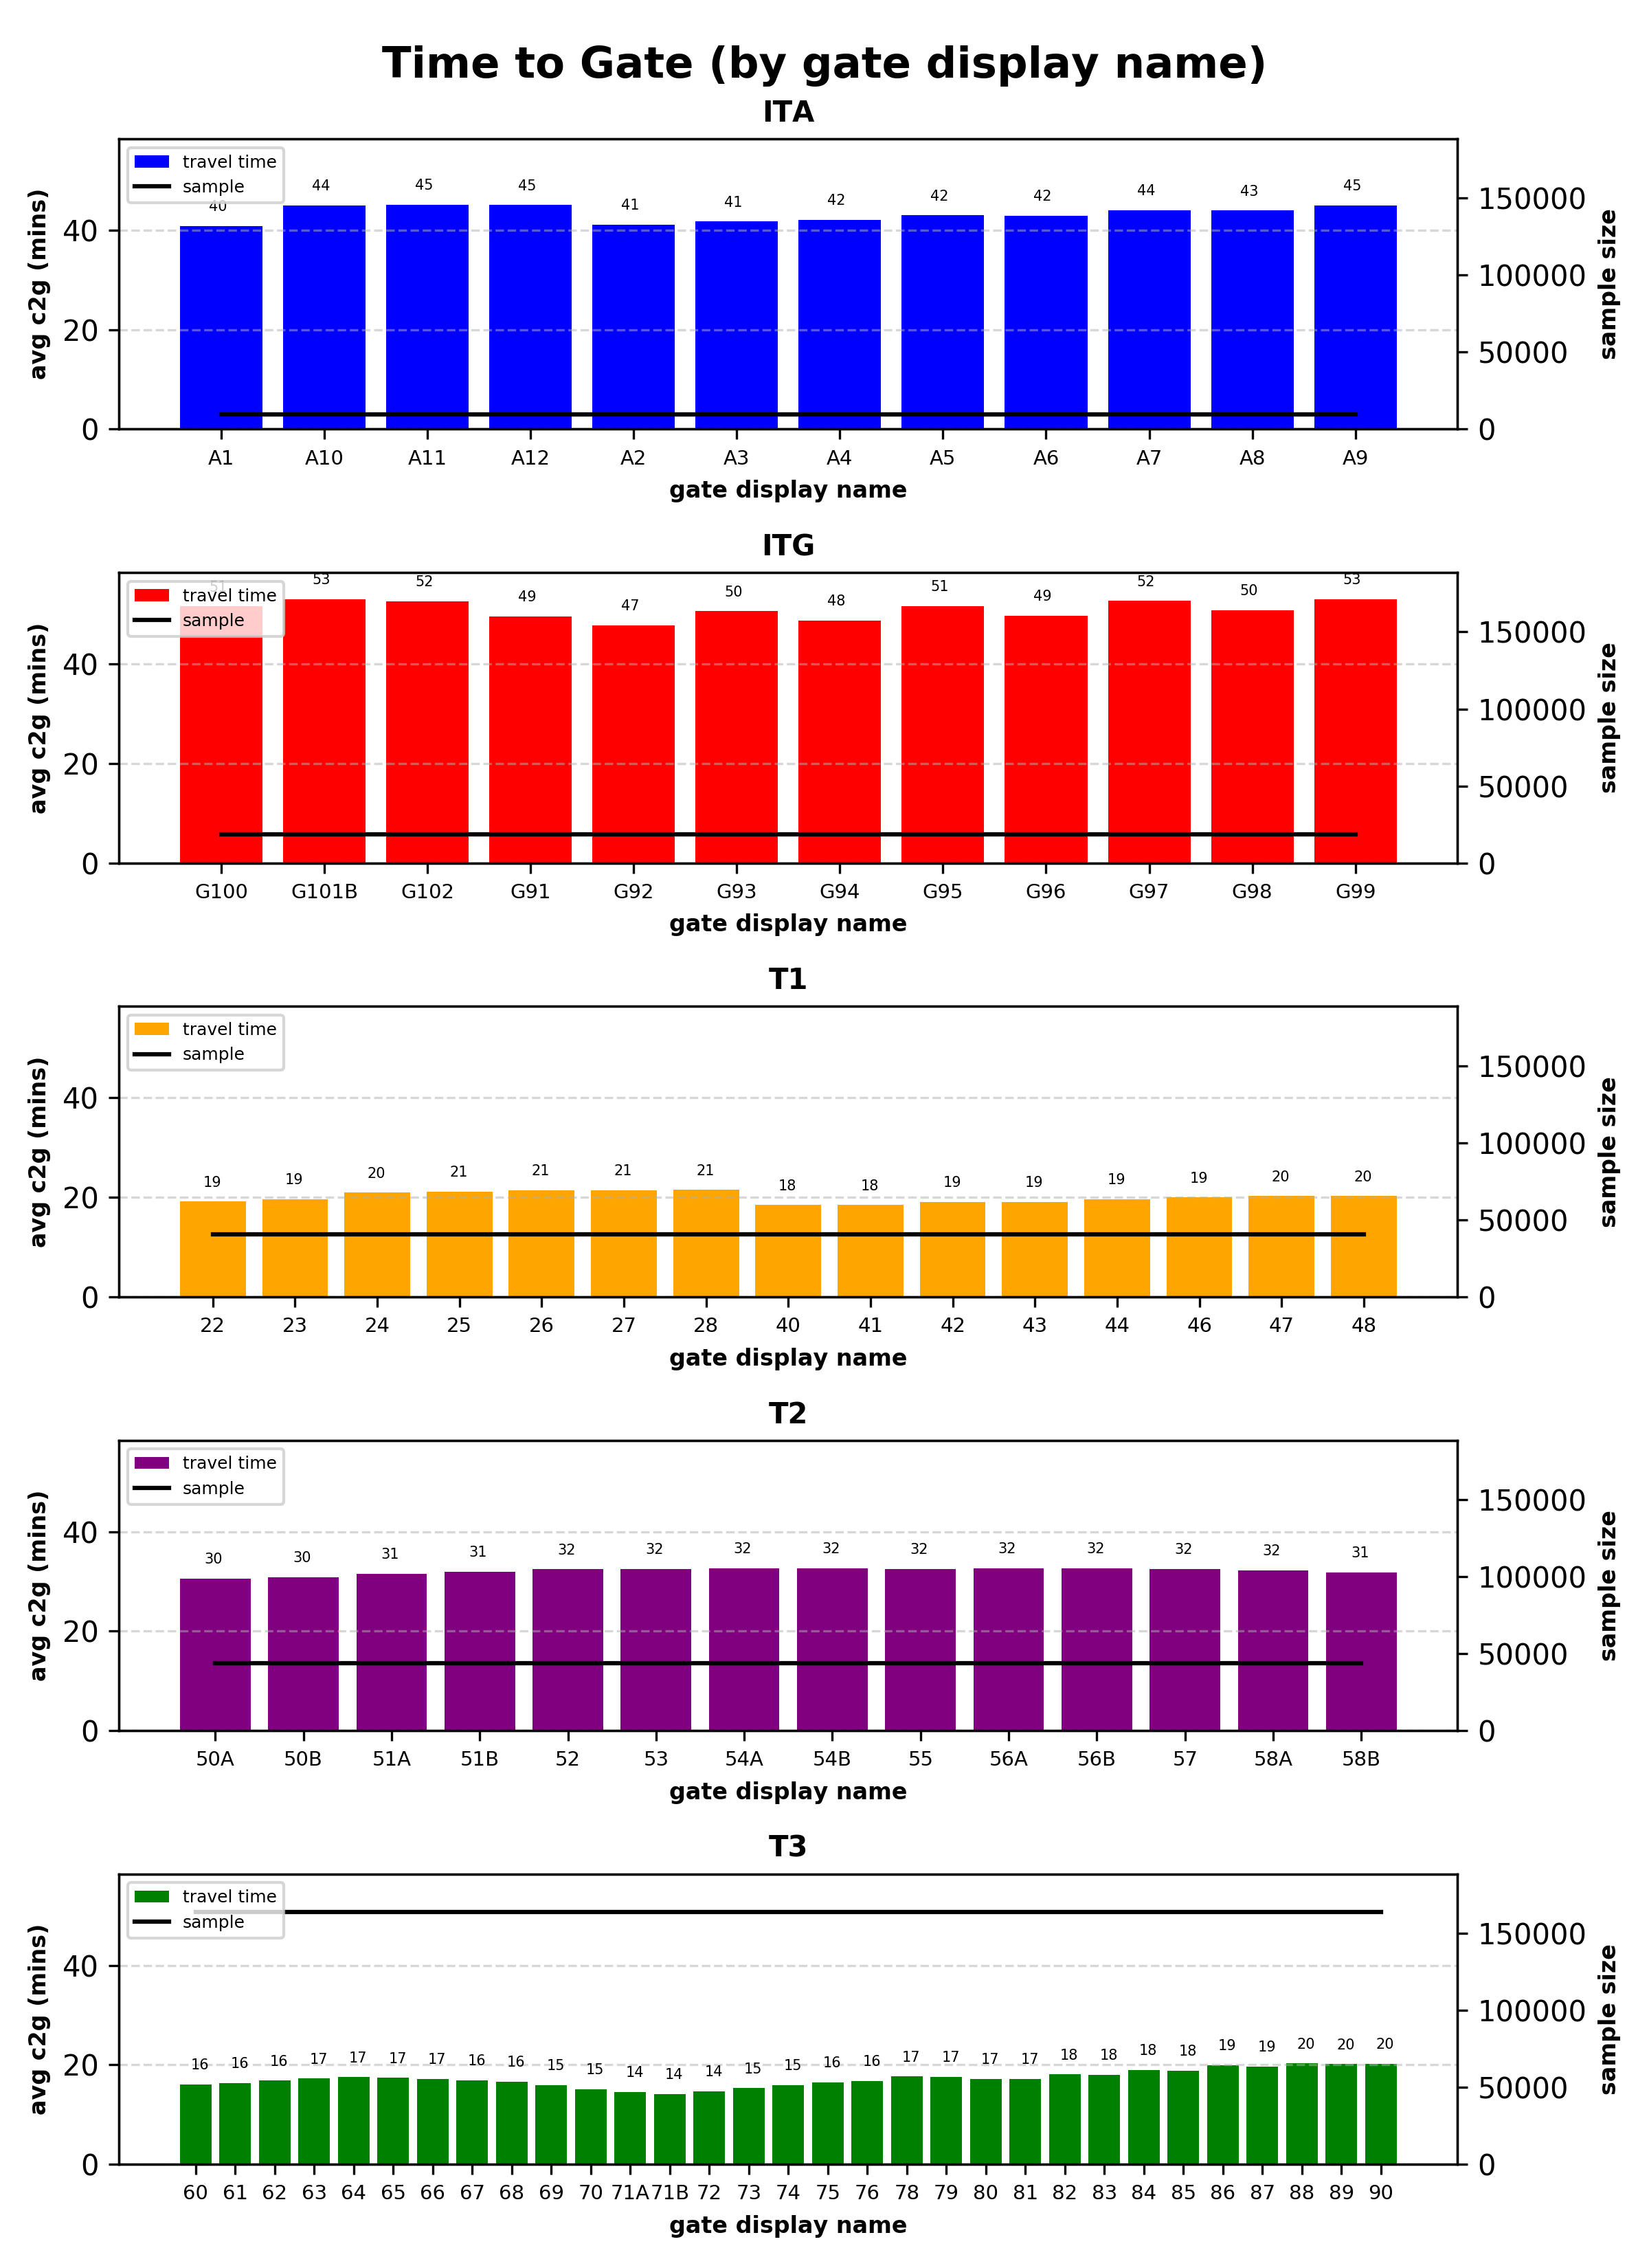 Time to Gate (by gate display name)
ITA
travel time
sample
40 44 45 45 41 41 42 42 42 44 43 45
avg c2g (mins)
40
20
0
150000
100000
50000
0
sample size
A1 A10 A11 A12 A2 A3 A4 A5 A6 A7 A8 A9
gate display name
ITG
travel time
sample
51 53 52 49 47 50 48 51 49 52 50 53
avg c2g (mins)
40
20
0
150000
100000
50000
0
sample size
G100 G101B G102 G91 G92 G93 G94 G95 G96 G97 G98 G99
gate display name
T1
travel time
sample
19 19 20 21 21 21 21 18 18 19 19 19 19 20 20
avg c2g (mins)
40
20
0
150000
100000
50000
0
sample size
22 23 24 25 26 27 28 40 41 42 43 44 46 47 48
gate display name
T2
travel time
sample
30 30 31 31 32 32 32 32 32 32 32 32 32 31
avg c2g (mins)
40
20
0
150000
100000
50000
0
sample size
50A 50B 51A 51B 52 53 54A 54B 55 56A 56B 57 58A 58B
gate display name
T3
travel time
sample
16 16 16 17 17 17 17 16 16 15 15 14 14 14 15 15 16 16 17 17 17 17 18 18 18 18 19 19 20 20 20
avg c2g (mins)
40
20
0
150000
100000
50000
0
sample size
60 61 62 63 64 65 66 67 68 69 70 71A 71B 72 73 74 75 76 78 79 80 81 82 83 84 85 86 87 88 89 90
gate display name